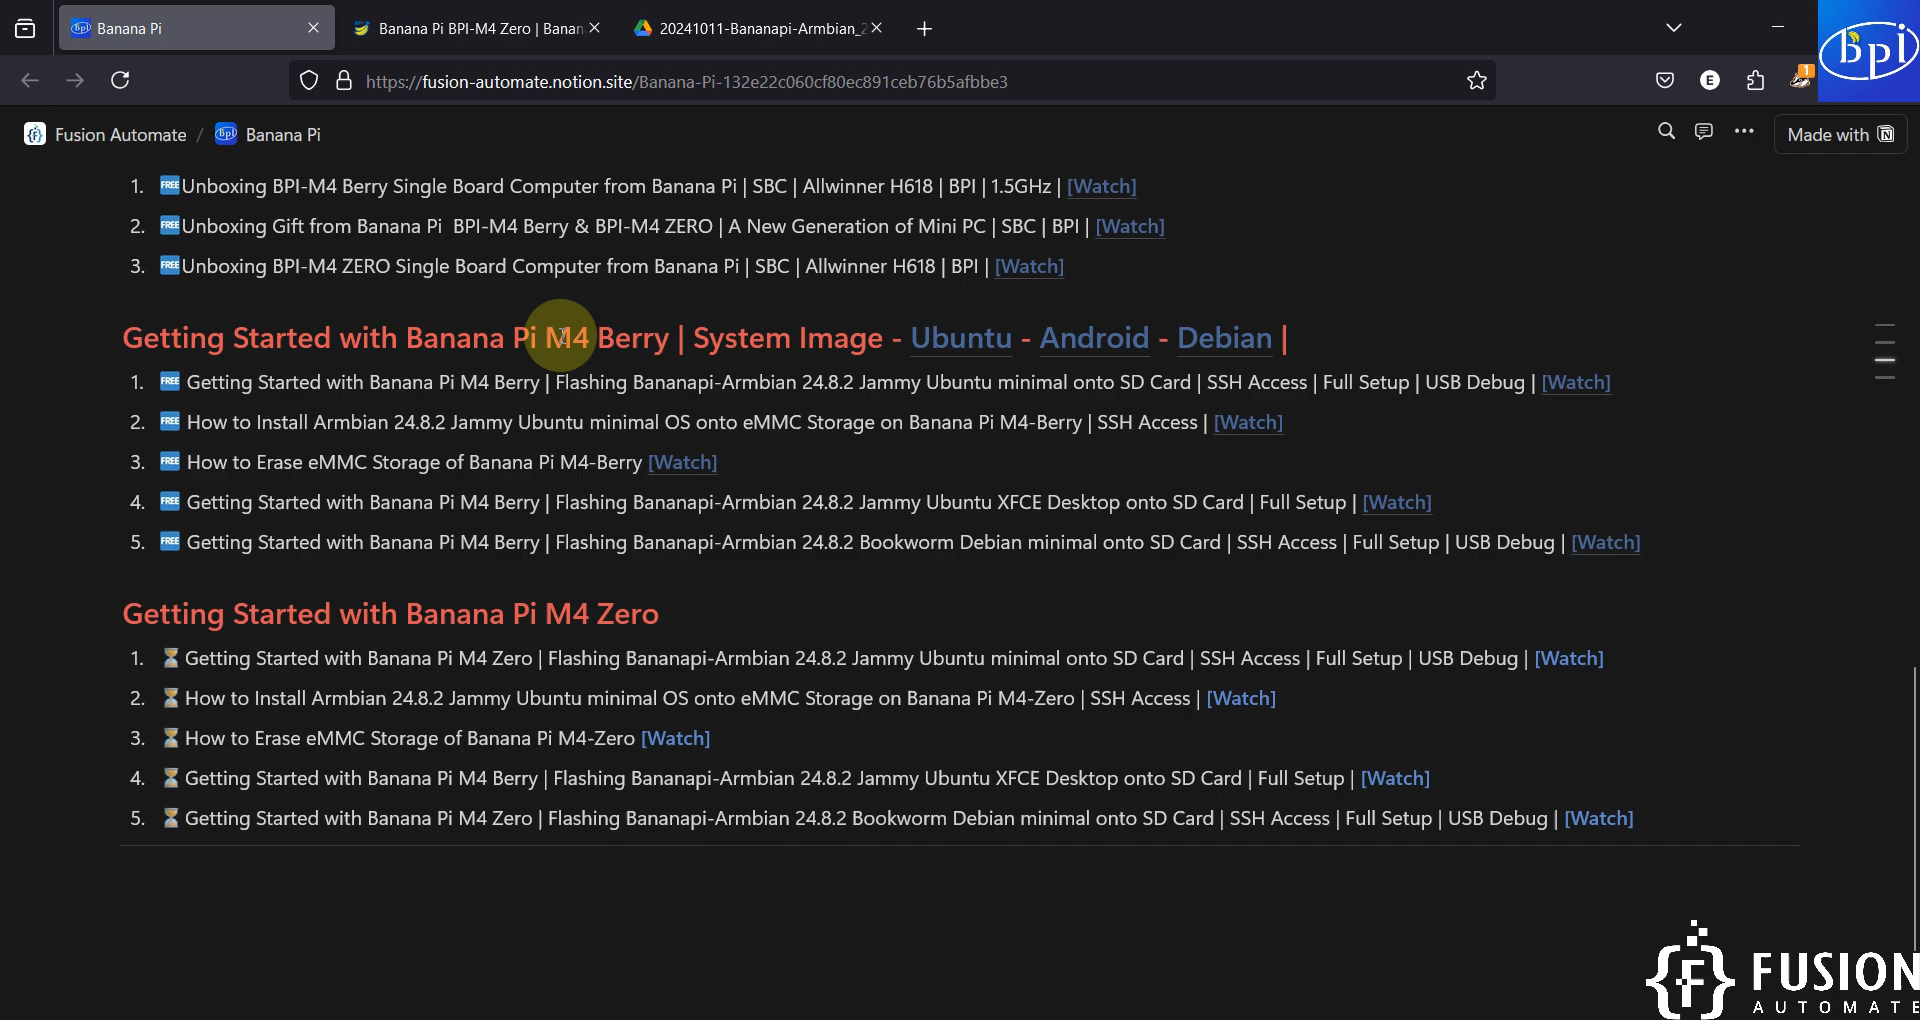 Banana Pi
Banana Pi BPI-M4 Zero | Banan
20241011-Bananapi-Armbian_2
bpi
https://fusion-automate.notion.site/Banana-Pi-132e22c060cf80ec891ceb76b5afbbe3
E
1
Fusion Automate / Banana Pi
Made with
1. FREE Unboxing BPI-M4 Berry Single Board Computer from Banana Pi | SBC | Allwinner H618 | BPI | 1.5GHz | [Watch]
2. FREE Unboxing Gift from Banana Pi BPI-M4 Berry & BPI-M4 ZERO | A New Generation of Mini PC | SBC | BPI | [Watch]
3. FREE Unboxing BPI-M4 ZERO Single Board Computer from Banana Pi | SBC | Allwinner H618 | BPI | [Watch]
Getting Started with Banana Pi M4 Berry | System Image - Ubuntu - Android - Debian |
1. FREE Getting Started with Banana Pi M4 Berry | Flashing Bananapi-Armbian 24.8.2 Jammy Ubuntu minimal onto SD Card | SSH Access | Full Setup | USB Debug | [Watch]
2. FREE How to Install Armbian 24.8.2 Jammy Ubuntu minimal OS onto eMMC Storage on Banana Pi M4-Berry | SSH Access | [Watch]
3. FREE How to Erase eMMC Storage of Banana Pi M4-Berry [Watch]
4. FREE Getting Started with Banana Pi M4 Berry | Flashing Bananapi-Armbian 24.8.2 Jammy Ubuntu XFCE Desktop onto SD Card | Full Setup | [Watch]
5. FREE Getting Started with Banana Pi M4 Berry | Flashing Bananapi-Armbian 24.8.2 Bookworm Debian minimal onto SD Card | SSH Access | Full Setup | USB Debug | [Watch]
Getting Started with Banana Pi M4 Zero
1. ⏳ Getting Started with Banana Pi M4 Zero | Flashing Bananapi-Armbian 24.8.2 Jammy Ubuntu minimal onto SD Card | SSH Access | Full Setup | USB Debug | [Watch]
2. ⏳ How to Install Armbian 24.8.2 Jammy Ubuntu minimal OS onto eMMC Storage on Banana Pi M4-Zero | SSH Access | [Watch]
3. ⏳ How to Erase eMMC Storage of Banana Pi M4-Zero [Watch]
4. ⏳ Getting Started with Banana Pi M4 Berry | Flashing Bananapi-Armbian 24.8.2 Jammy Ubuntu XFCE Desktop onto SD Card | Full Setup | [Watch]
5. ⏳ Getting Started with Banana Pi M4 Zero | Flashing Bananapi-Armbian 24.8.2 Bookworm Debian minimal onto SD Card | SSH Access | Full Setup | USB Debug | [Watch]
{F} FUSION
AUTOMATE